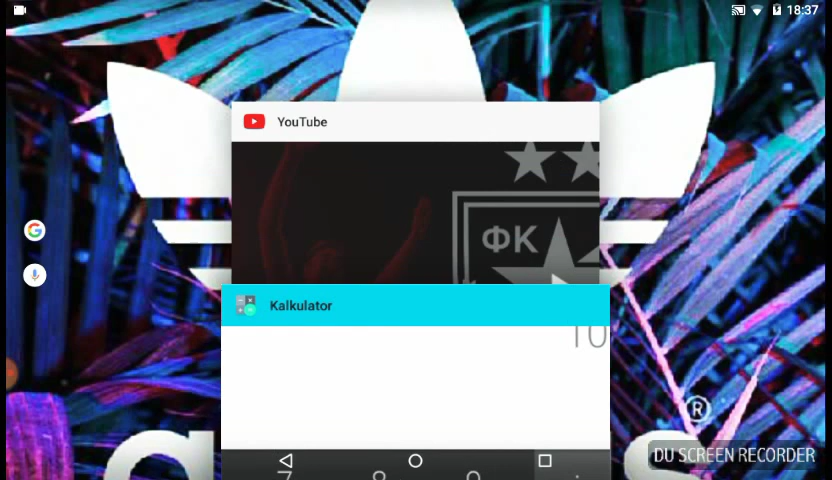 18:37
YouTube
ФК
Kalkulator
10
®
DU SCREEN RECORDER